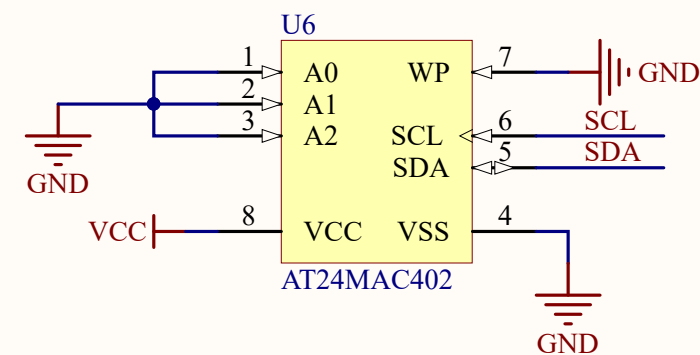 U6
1 A0 WP 7 GND
2 A1
3 A2 SCL 6 SCL
SDA 5 SDA
GND
VCC 8 VCC VSS 4
AT24MAC402
GND